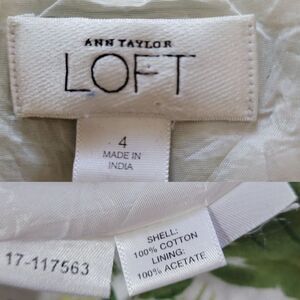 ANN TAYLOR
LOFT
4
MADE IN
INDIA
17-117563
SHELL:
100% COTTON
LINING:
100% ACETATE